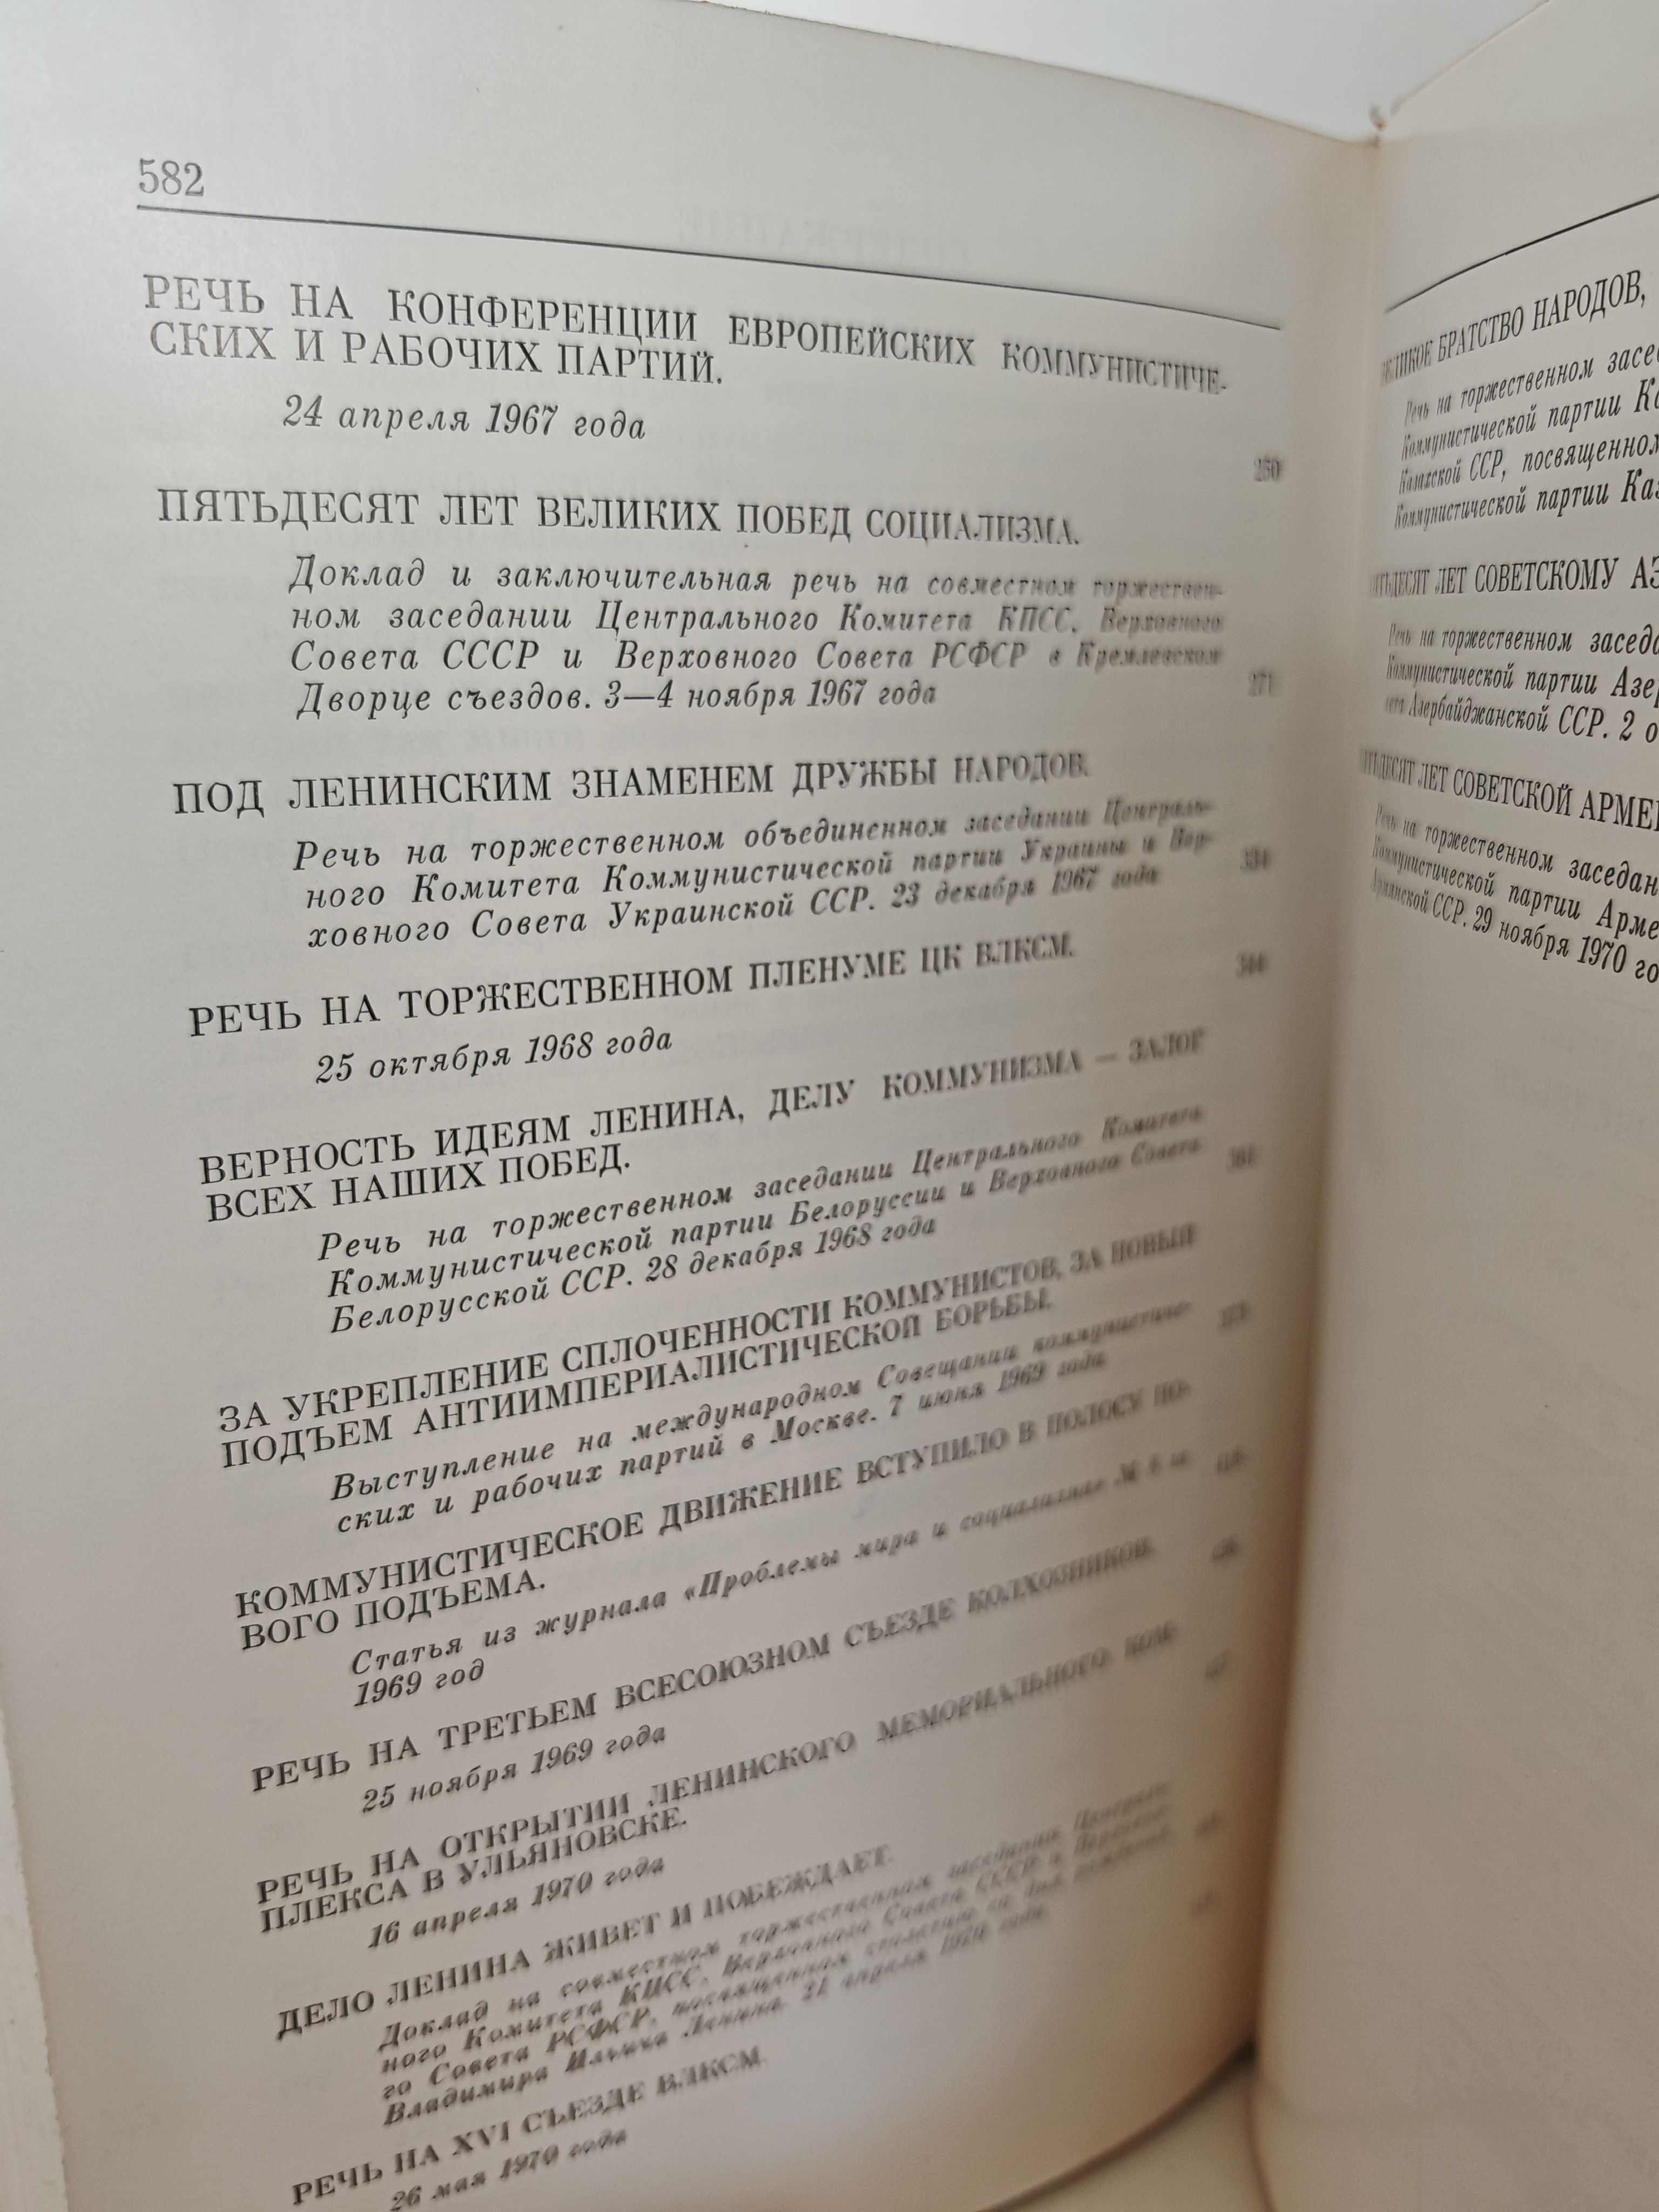 582
РЕЧЬ НА КОНФЕРЕНЦИИ ЕВРОПЕЙСКИХ КОММУНИСТИЧЕ-
СКИХ И РАБОЧИХ ПАРТИЙ.
24 апреля 1967 года
250
ПЯТЬДЕСЯТ ЛЕТ ВЕЛИКИХ ПОБЕД СОЦИАЛИЗМА.
Доклад и заключительная речь на совместном торжествен-
ном заседании Центрального Комитета КПСС, Верховного
Совета СССР и Верховного Совета РСФСР в Кремлевском
Дворце съездов. 3—4 ноября 1967 года
271
ПОД ЛЕНИНСКИМ ЗНАМЕНЕМ ДРУЖБЫ НАРОДОВ.
Речь на торжественном объединенном заседании Централь-
ного Комитета Коммунистической партии Украины и Вер-
ховного Совета Украинской ССР. 23 декабря 1967 года
РЕЧЬ НА ТОРЖЕСТВЕННОМ ПЛЕНУМЕ ЦК ВЛКСМ.
25 октября 1968 года
ВЕРНОСТЬ ИДЕЯМ ЛЕНИНА, ДЕЛУ КОММУНИЗМА — ЗАЛОГ
ВСЕХ НАШИХ ПОБЕД.
Речь на торжественном заседании Центрального Комитета
Коммунистической партии Белоруссии и Верховного Совета
Белорусской ССР. 28 декабря 1968 года
ЗА УКРЕПЛЕНИЕ СПЛОЧЕННОСТИ КОММУНИСТОВ, ЗА НОВЫЙ
ПОДЪЕМ АНТИИМПЕРИАЛИСТИЧЕСКОЙ БОРЬБЫ.
Выступление на международном Совещании коммунистиче-
ских и рабочих партий в Москве. 7 июня 1969 года
КОММУНИСТИЧЕСКОЕ ДВИЖЕНИЕ ВСТУПИЛО В ПОЛОСУ НО-
ВОГО ПОДЪЕМА.
Статья из журнала «Проблемы мира и социализма» №
1969 год
РЕЧЬ НА ТРЕТЬЕМ ВСЕСОЮЗНОМ СЪЕЗДЕ КОЛХОЗНИКОВ.
25 ноября 1969 года
РЕЧЬ НА ОТКРЫТИИ ЛЕНИНСКОГО МЕМОРИАЛЬНОГО КОМ-
ПЛЕКСА В УЛЬЯНОВСКЕ.
16 апреля 1970 года
ДЕЛО ЛЕНИНА ЖИВЕТ И ПОБЕЖДАЕТ.
Доклад на совместном торжественном заседании Централь-
ного Комитета КПСС, Верховного Совета СССР и Верховно-
го Совета РСФСР, посвященном столетию со дня рождения
Владимира Ильича Ленина. 21 апреля 1970 года
РЕЧЬ НА XVI СЪЕЗДЕ ВЛКСМ.
26 мая 1970 года
ВЕЛИКОЕ БРАТСТВО НАРОДОВ,
Речь на торжественном засе
Коммунистической партии Ка
Казахской ССР, посвященном
Коммунистической партии Каз
ПЯТЬДЕСЯТ ЛЕТ СОВЕТСКОМУ АЗ
Речь на торжественном заседа
Коммунистической партии Азер
Азербайджанской ССР. 2 о
ПЯТЬДЕСЯТ ЛЕТ СОВЕТСКОЙ АРМЕ
Речь на торжественном заседан
Коммунистической партии Арме
Армянской ССР. 29 ноября 1970 го